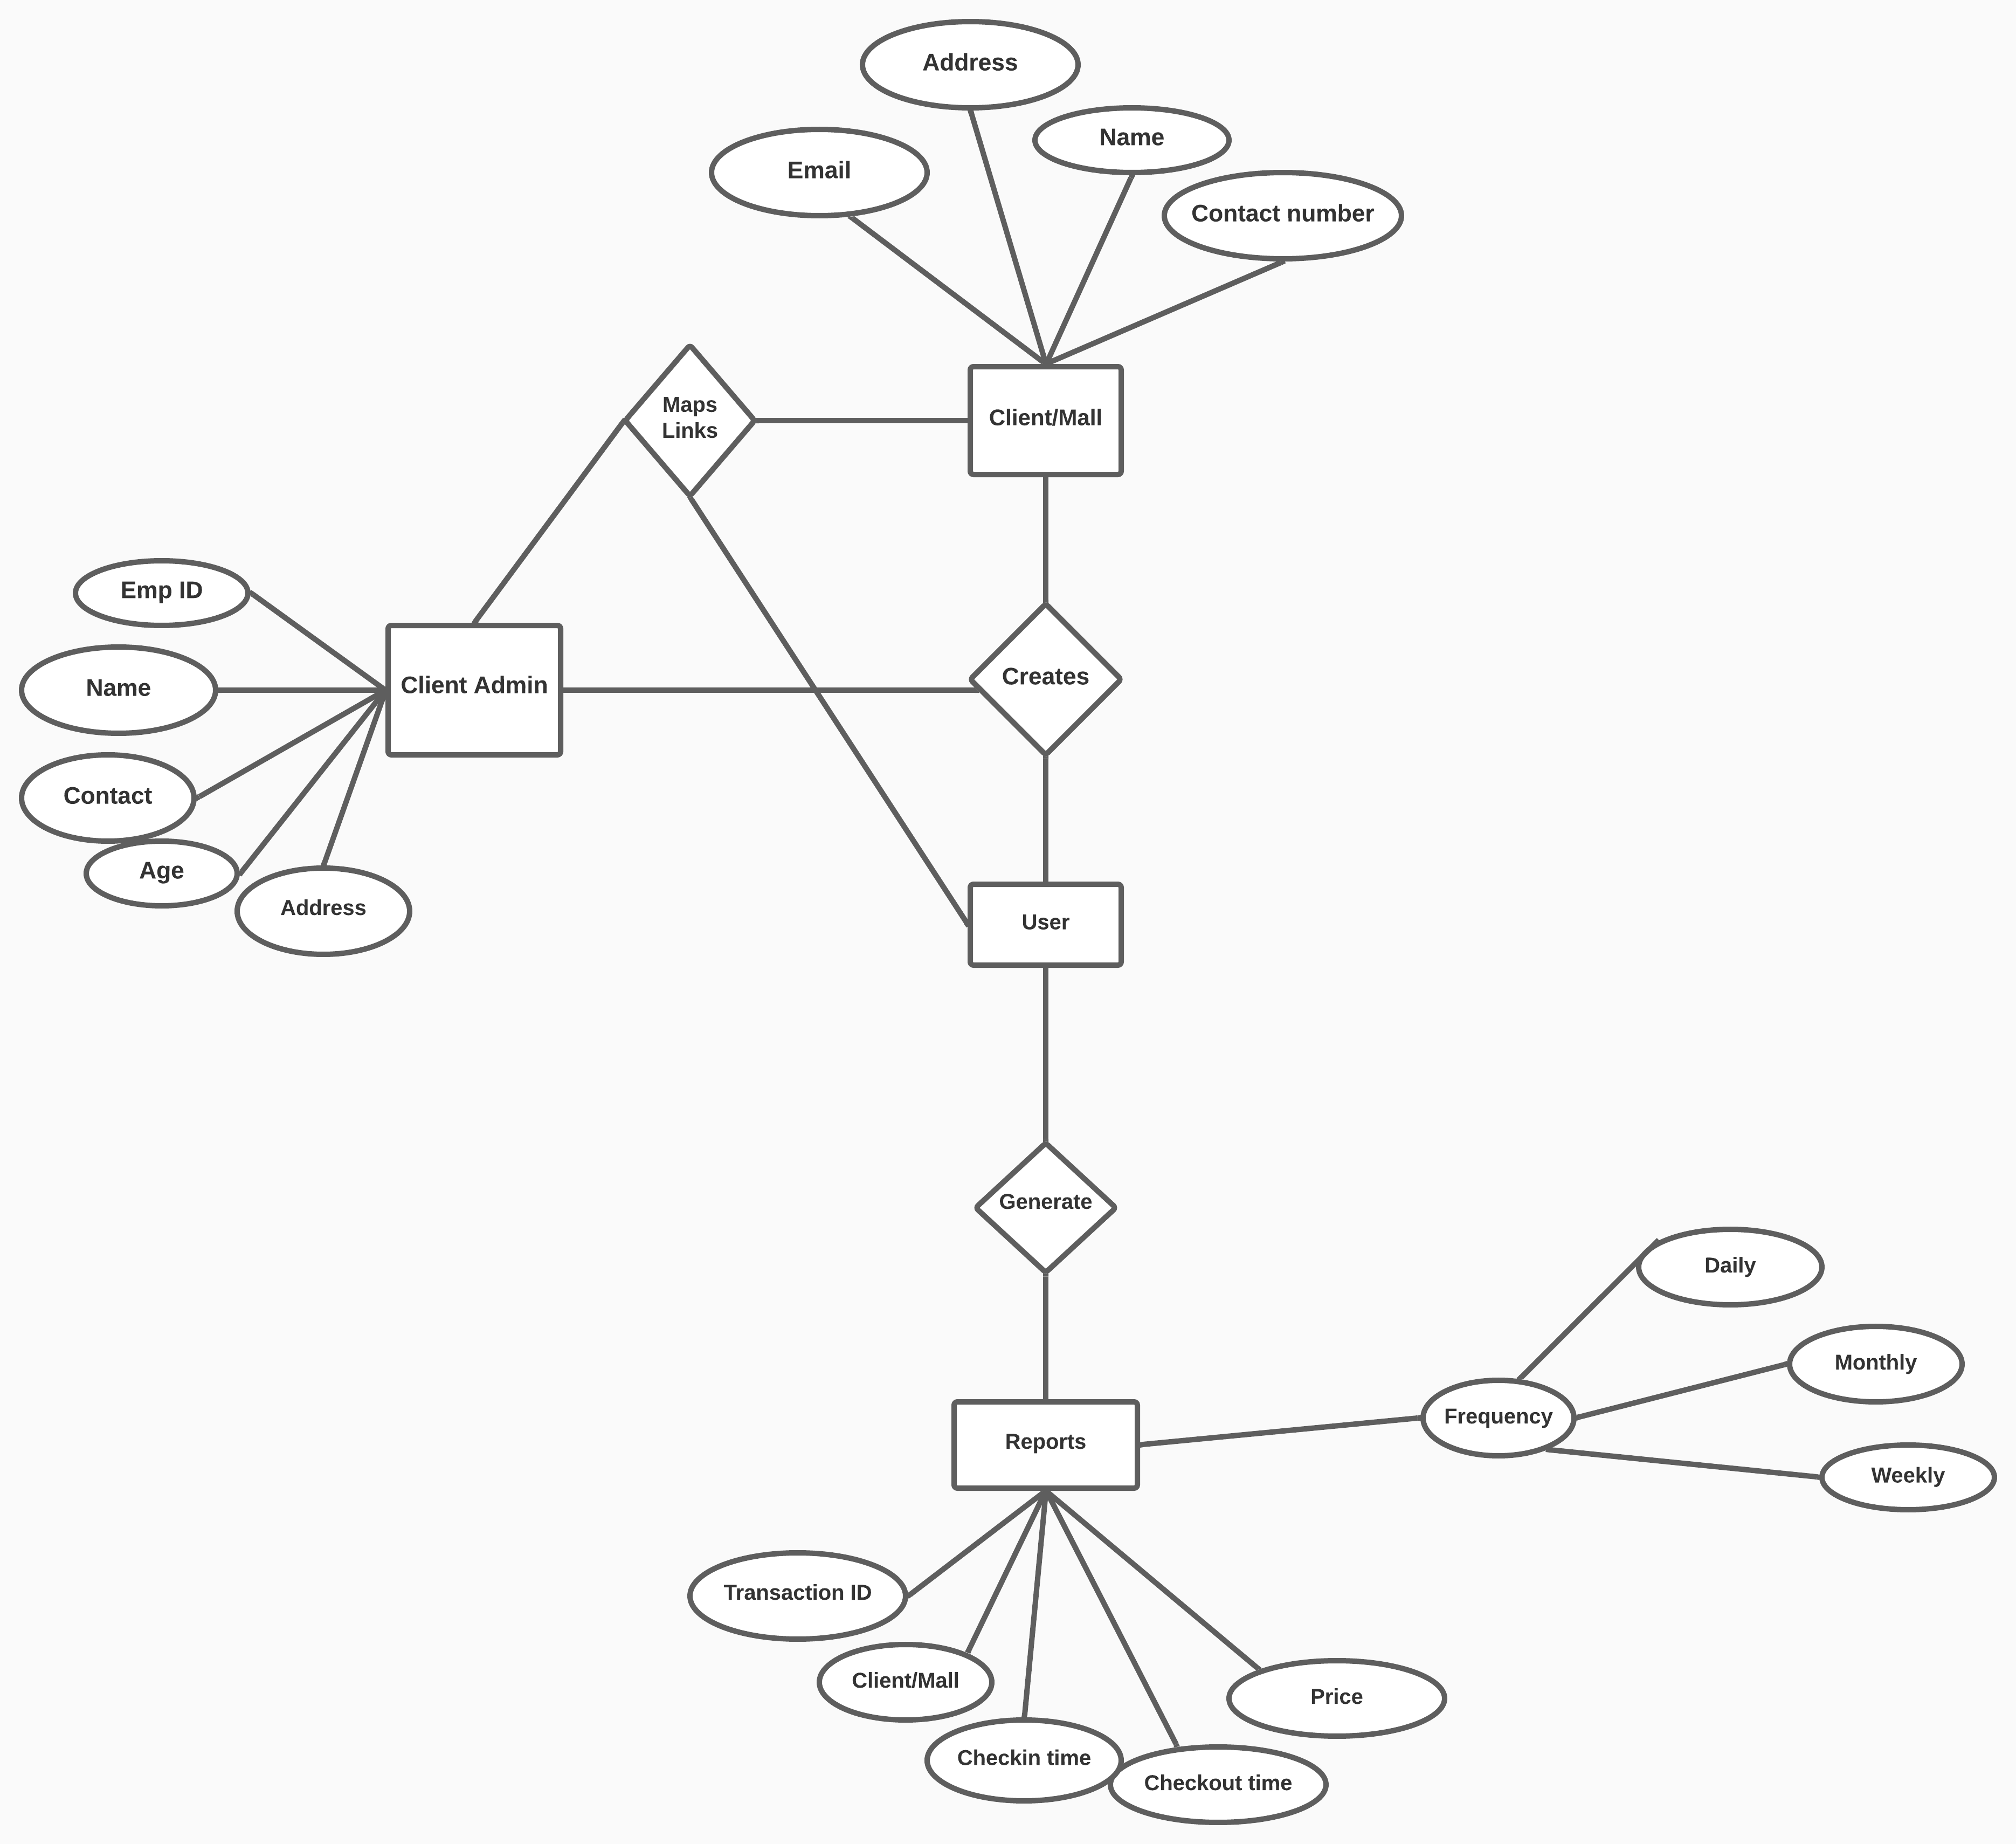 Address
Name
Email
Contact number
Maps
Links
Client/Mall
Emp ID
Client Admin
Creates
Name
Contact
Age
Address
User
Generate
Daily
Monthly
Frequency
Reports
Weekly
Transaction ID
Client/Mall
Price
Checkin time
Checkout time